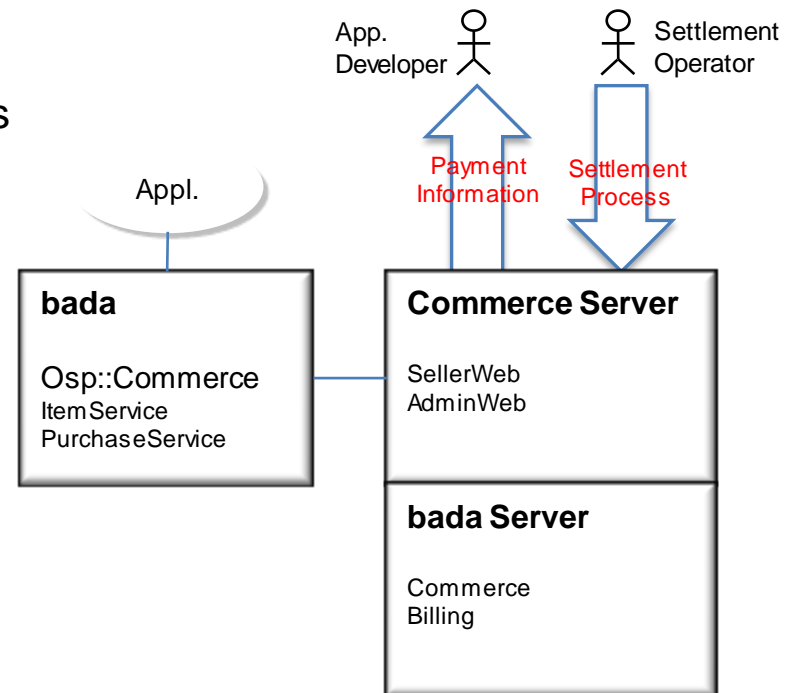 App.
Developer
Settlement
Operator
s
Payment
Information
Settlement
Process
Appl.
bada
Osp::Commerce
ItemService
PurchaseService
Commerce Server
SellerWeb
AdminWeb
bada Server
Commerce
Billing